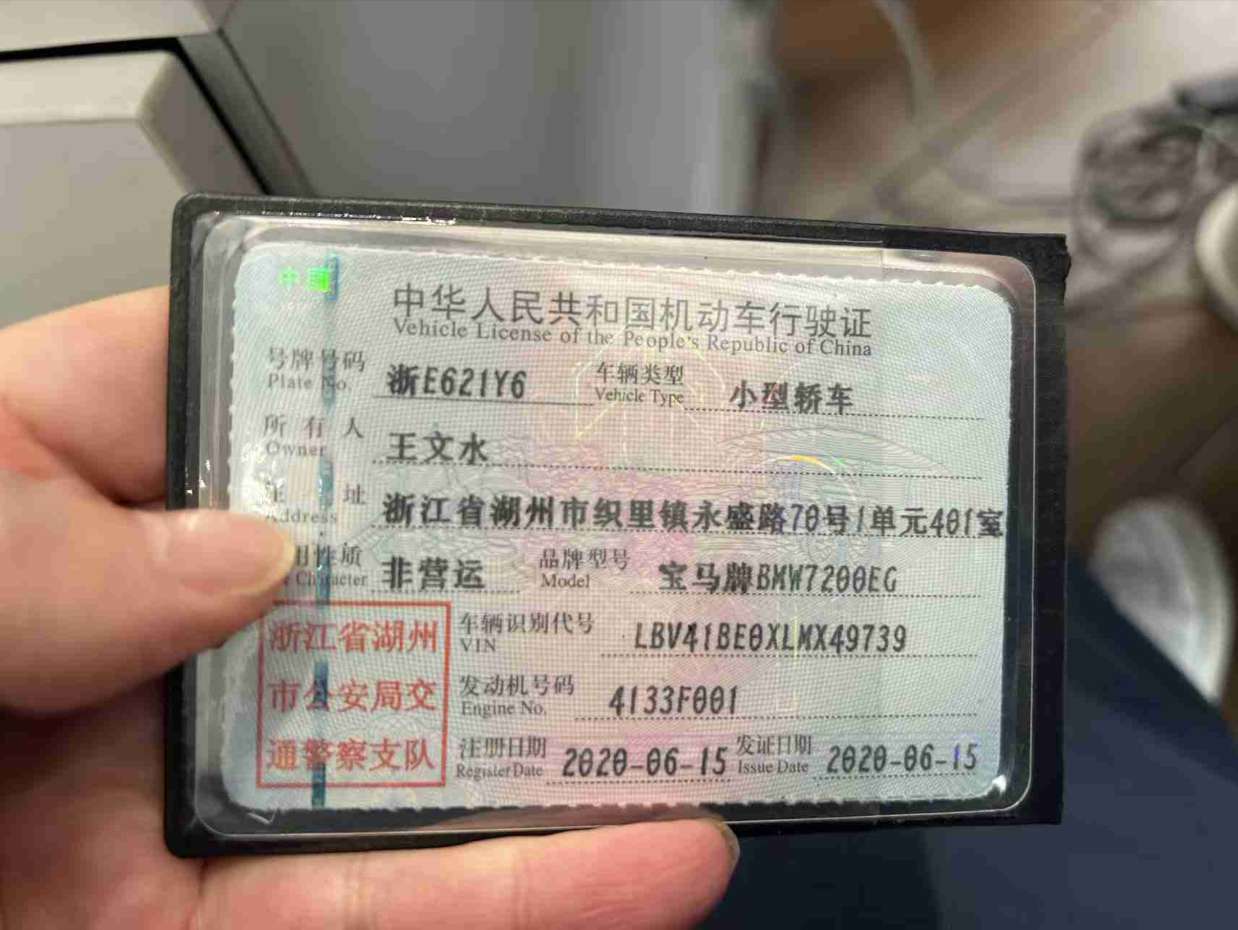 中国
中华人民共和国机动车行驶证
Vehicle License of the People's Republic of China
号牌号码 浙E621Y6 车辆类型 小型轿车
Plate No. Vehicle Type
所有人 王文水
Owner
址 浙江省湖州市织里镇永盛路70号1单元401室
Address
用性质 非营运 品牌型号 宝马牌BMW7200EG
Character Model
浙江省湖州
市公安局交
通警察支队
车辆识别代号 LBV41BE0XLMX49739
VIN
发动机号码 4133F001
Engine No.
注册日期 2020-06-15 发证日期 2020-06-15
Register Date Issue Date